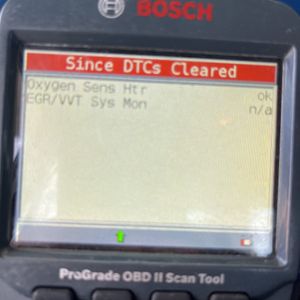 BOSCH
Since DTCs Cleared
Oxygen Sens Htr ok
EGR/VVT Sys Mon n/a
ProGrade OBD II Scan Tool